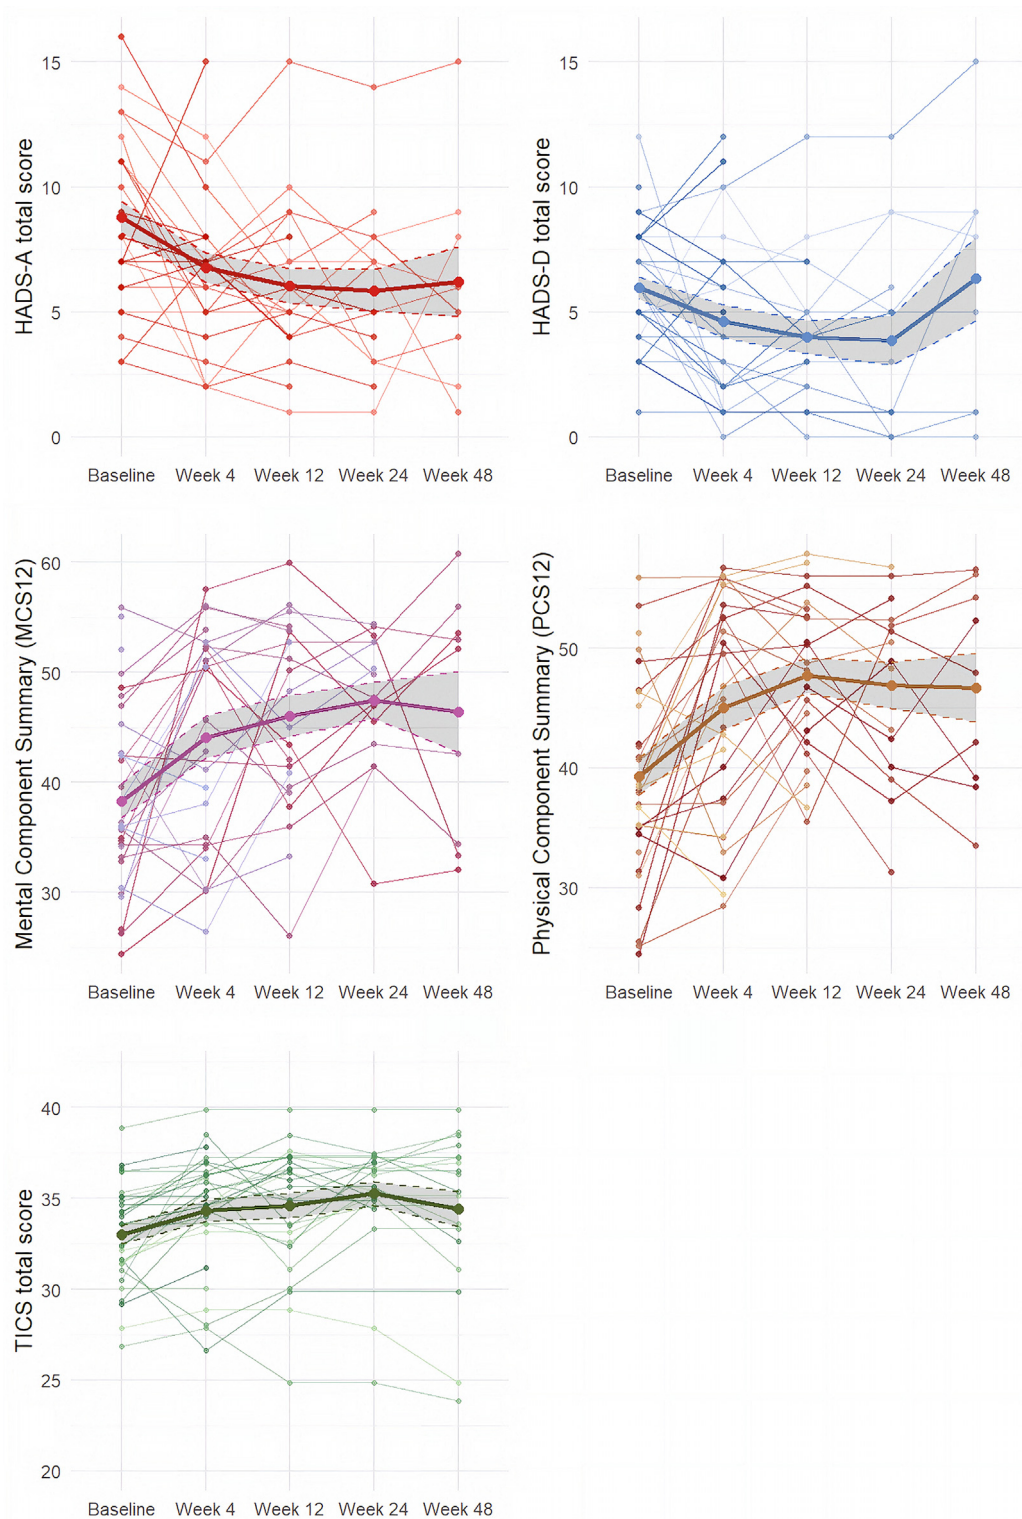 HADS-A total score
15
10
5
0
Baseline Week 4 Week 12 Week 24 Week 48
HADS-D total score
15
10
5
0
Baseline Week 4 Week 12 Week 24 Week 48
Mental Component Summary (MCS12)
60
50
40
30
Baseline Week 4 Week 12 Week 24 Week 48
Physical Component Summary (PCS12)
50
40
30
Baseline Week 4 Week 12 Week 24 Week 48
TICS total score
40
35
30
25
20
Baseline Week 4 Week 12 Week 24 Week 48